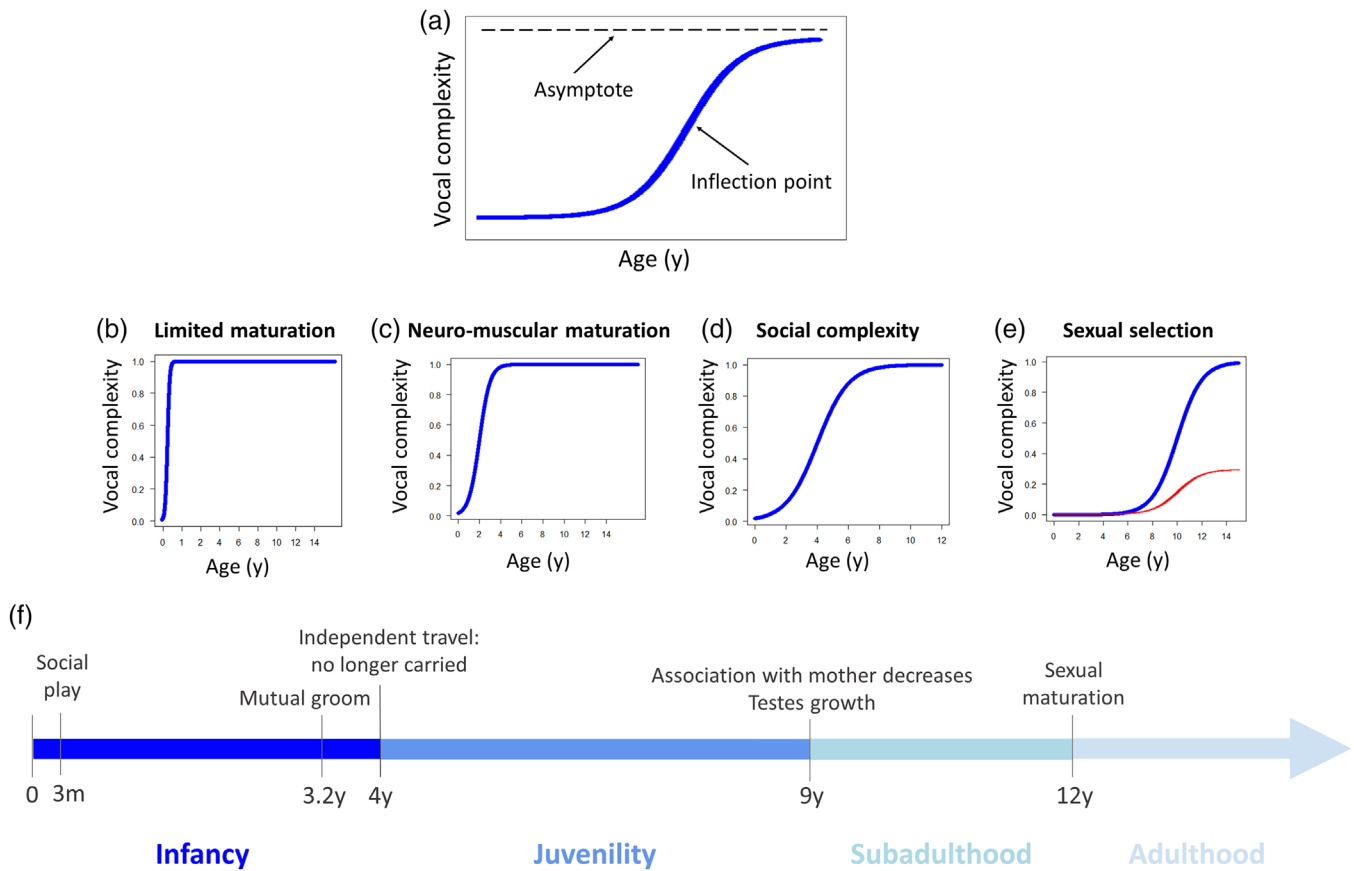 (a)
Vocal complexity
Asymptote
Inflection point
Age (y)
(b) Limited maturation
Vocal complexity
1.0
0.8
0.6
0.4
0.2
0.0
0 1 2 4 6 8 10 12 14
Age (y)
(c) Neuro-muscular maturation
Vocal complexity
1.0
0.8
0.6
0.4
0.2
0.0
0 2 4 6 8 10 12 14
Age (y)
(d) Social complexity
Vocal complexity
1.0
0.8
0.6
0.4
0.2
0.0
0 2 4 6 8 10 12
Age (y)
(e) Sexual selection
Vocal complexity
1.0
0.8
0.6
0.4
0.2
0.0
0 2 4 6 8 10 12 14
Age (y)
(f)
Social
play
Mutual groom
Independent travel:
no longer carried
Association with mother decreases
Testes growth
Sexual
maturation
0 3m 3.2y 4y 9y 12y
Infancy Juvenility Subadulthood Adulthood